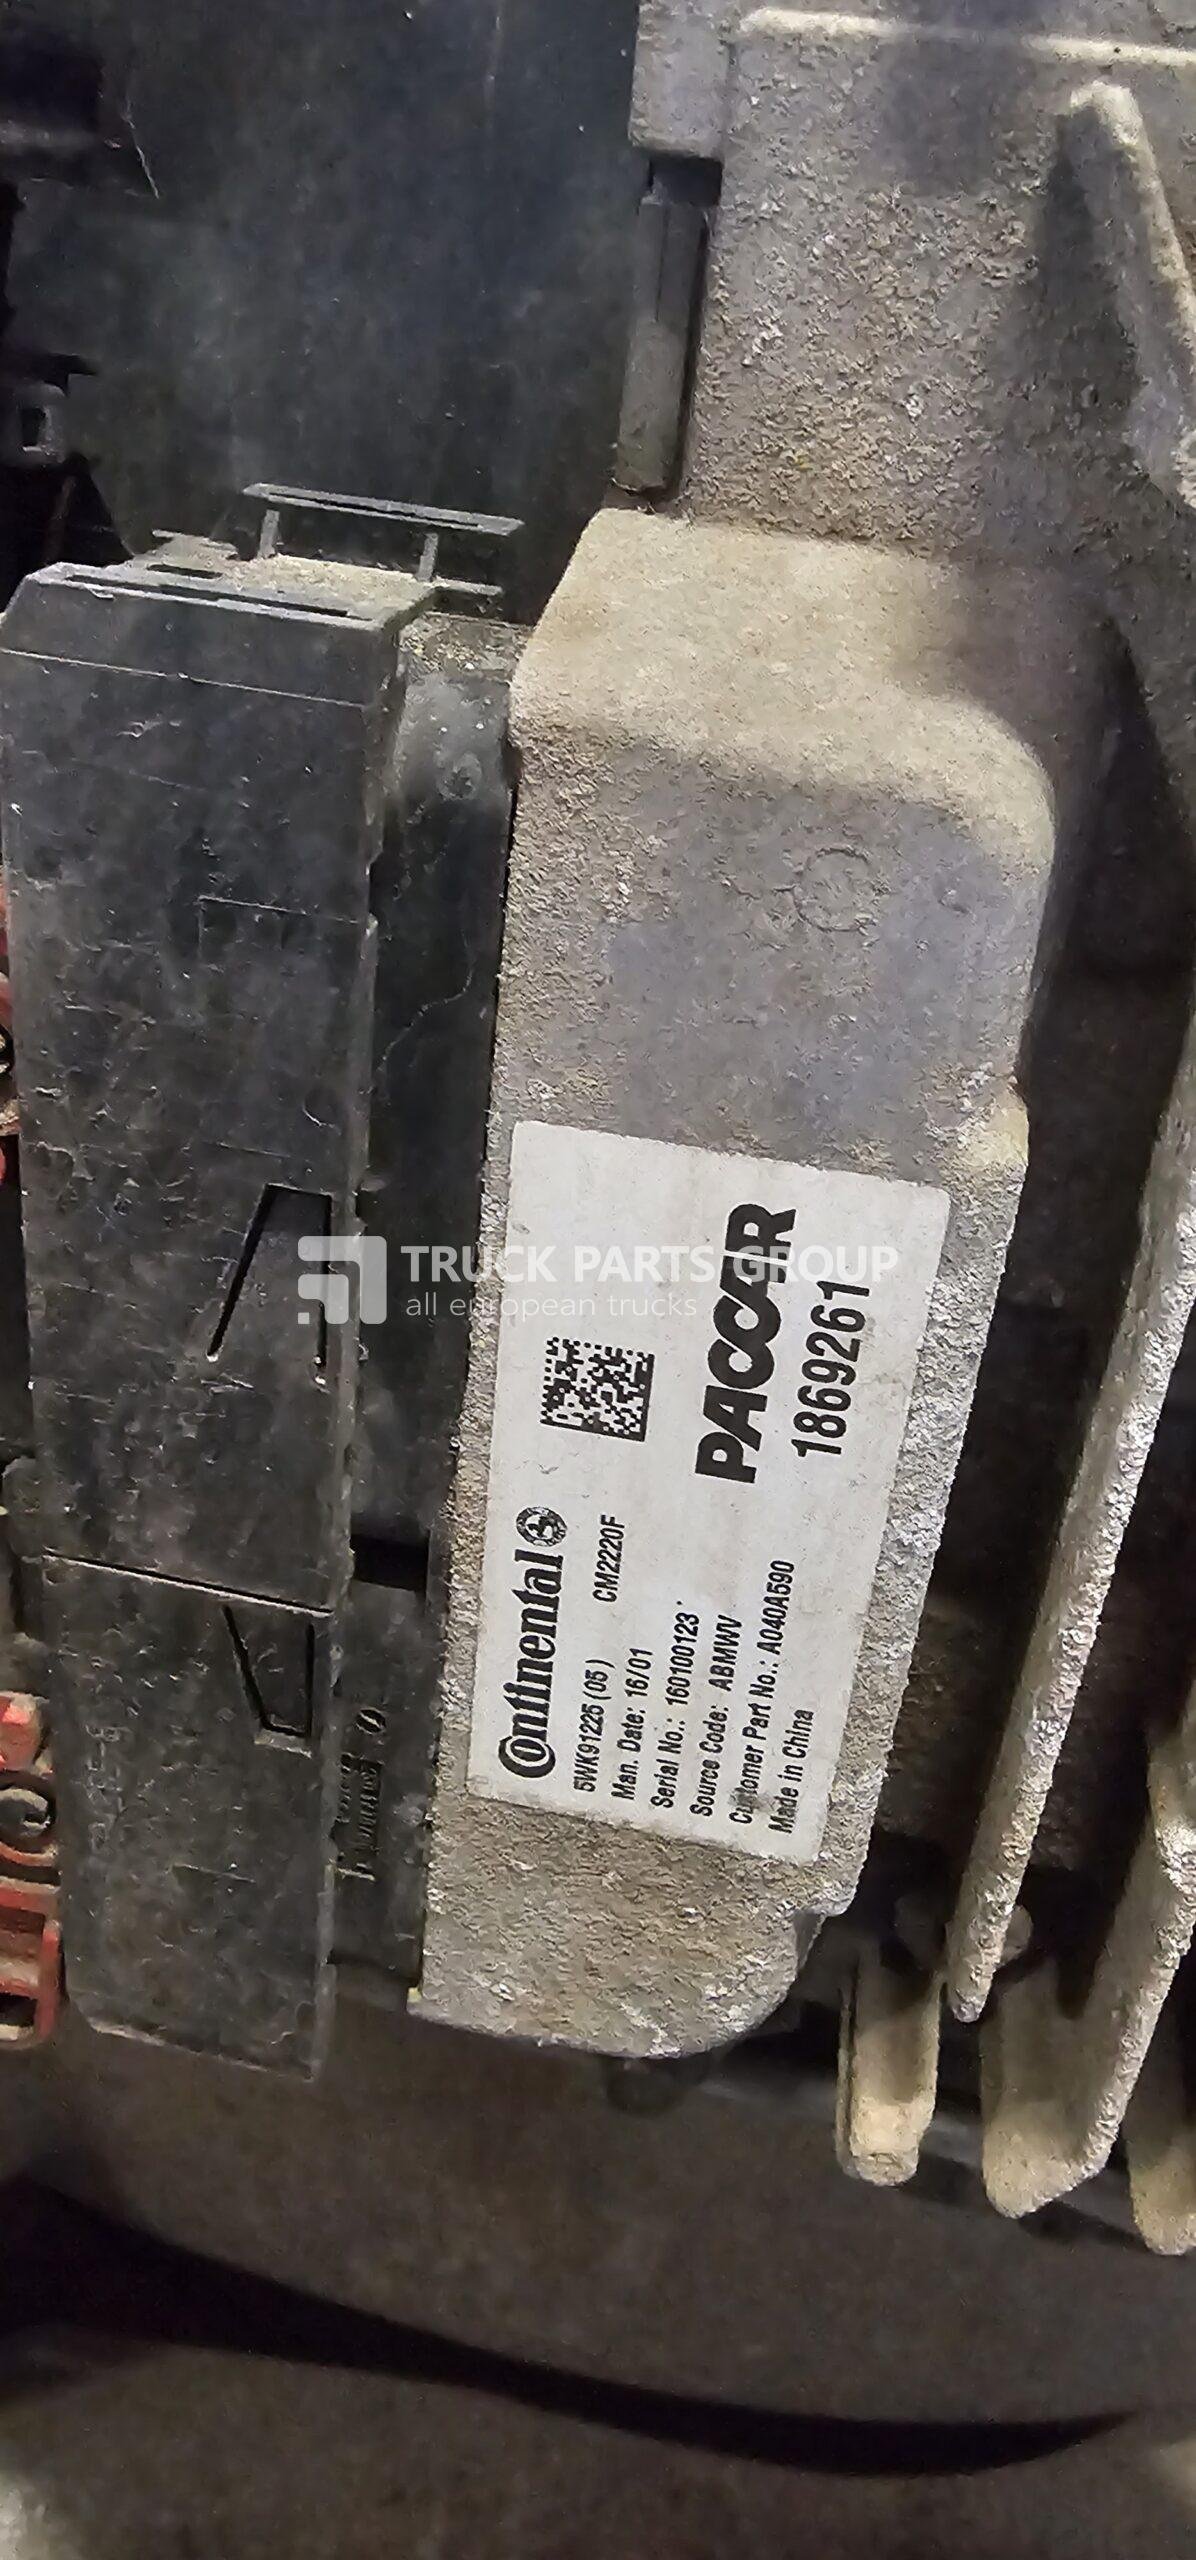 Continental
5WK91225 (05) CM2220F
Man. Date: 16/01
Serial No.: 160100123
Source Code: ABMWV
Customer Part No.: A040A590
Made in China
PACCAR
1869261
TRUCK PARTS GROUP
all european trucks